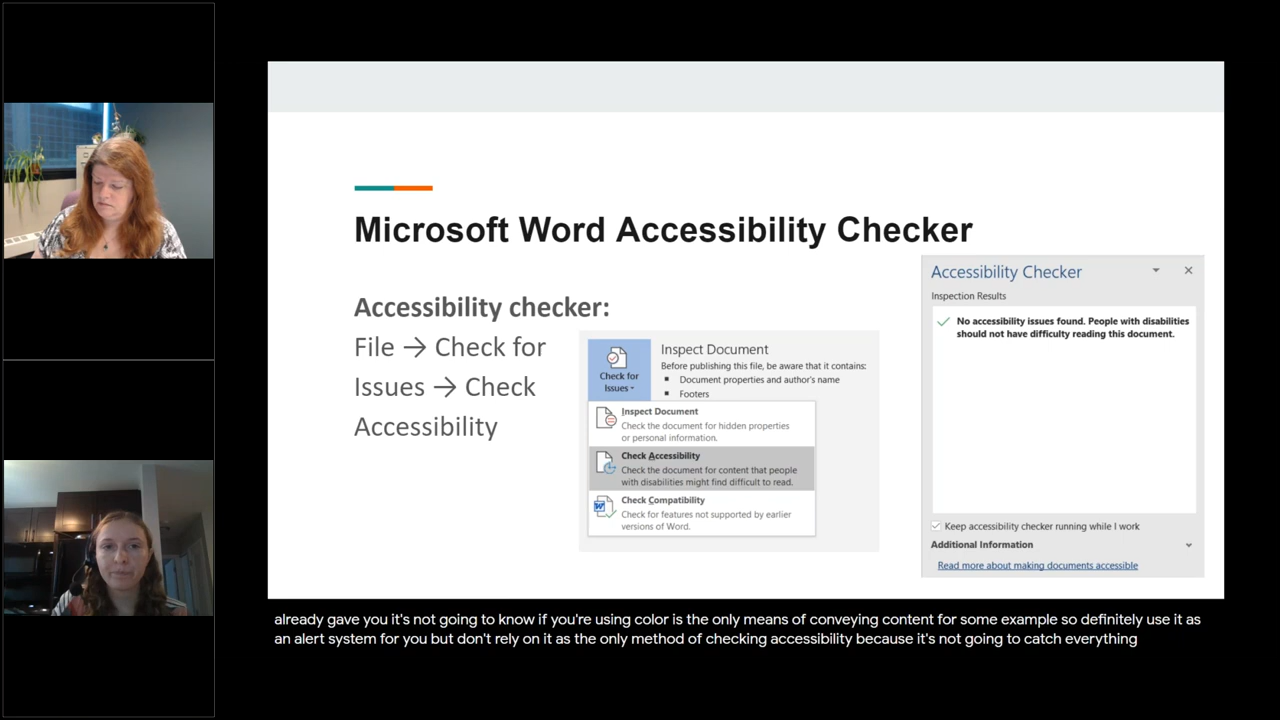 Microsoft Word Accessibility Checker
Accessibility checker:
File → Check for
Issues → Check
Accessibility
Check for
Issues
Inspect Document
Before publishing this file, be aware that it contains:
Document properties and author's name
Footers
Inspect Document
Check the document for hidden properties
or personal information.
Check Accessibility
Check the document for content that people
with disabilities might find difficult to read.
Check Compatibility
Check for features not supported by earlier
versions of Word.
Accessibility Checker
Inspection Results
No accessibility issues found. People with disabilities
should not have difficulty reading this document.
Keep accessibility checker running while I work
Additional Information
Read more about making documents accessible
already gave you it's not going to know if you're using color is the only means of conveying content for some example so definitely use it as
an alert system for you but don't rely on it as the only method of checking accessibility because it's not going to catch everything